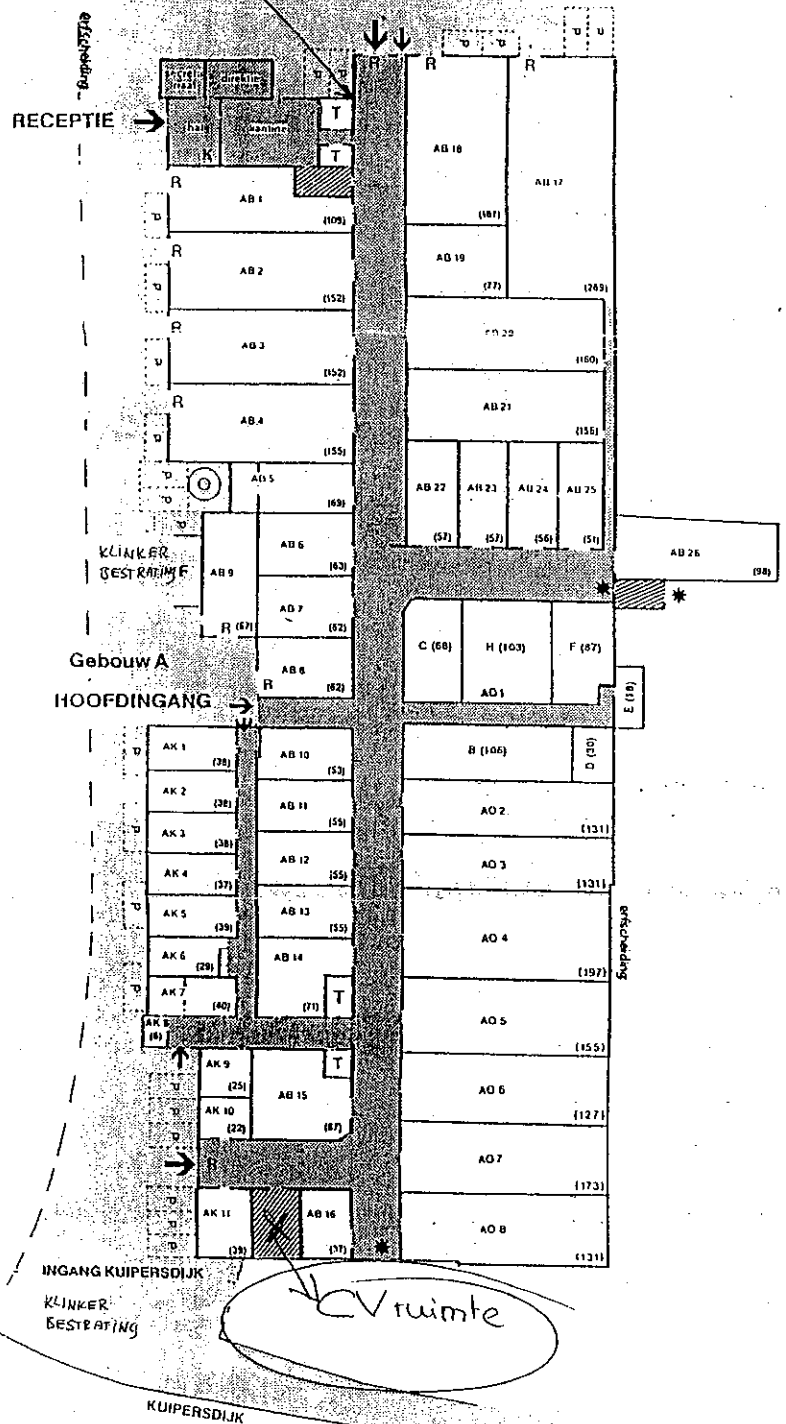 erfscheiding
P P
P P
P P
R
R
R
direktie
RECEPTIE
hal
kantine
K
T
T
R
AB 1
(109)
AB 18
(187)
AB 17
(269)
P
R
AB 2
(152)
AB 19
(77)
P
R
AB 3
(152)
P
(160)
R
AB 4
(155)
AB 21
(156)
P
P
P
O
AB 5
(69)
AB 22
(57)
AB 23
(57)
AB 24
(56)
AB 25
(51)
P
KLINKER
BESTRATING
AB 9
R
(67)
AB 6
(63)
AB 26
(98)
AB 7
(62)
Gebouw A
AB 8
(62)
R
C (68)
H (103)
F (87)
AO 1
E (18)
HOOFDINGANG
P
AK 1
(38)
AB 10
(53)
B (106)
D (30)
AK 2
(38)
AB 11
(55)
AO 2
(131)
P
AK 3
(38)
AB 12
(55)
AO 3
(131)
AK 4
(37)
P
AK 5
(39)
AB 13
(55)
AO 4
(197)
erfscheiding
AK 6
(29)
AB 14
(71)
T
P
AK 7
(40)
AO 5
(155)
AK 8
(6)
T
P
AK 9
(25)
AB 15
(87)
AO 6
(127)
P
AK 10
(22)
P
R
AO 7
(173)
P
P
P
AK 11
(39)
AB 16
(37)
AO 8
(131)
INGANG KUIPERSDIJK
KLINKER
BESTRATING
CV ruimte
KUIPERSDIJK